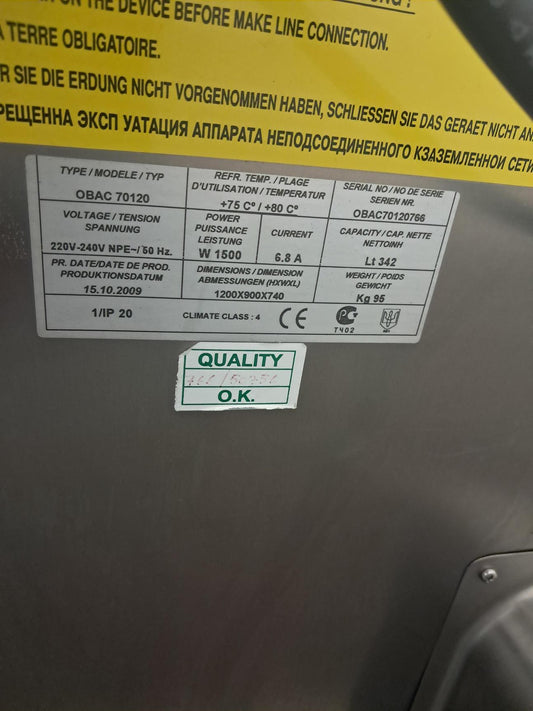 ON THE DEVICE BEFORE MAKE LINE CONNECTION.
TERRE OBLIGATOIRE.
SIE DIE ERDUNG NICHT VORGENOMMEN HABEN, SCHLIESSEN SIE DAS GERAET NICHT AN
ЭКСП УАТАЦИЯ АППАРАТА НЕПОДСОЕДИНЕННОГО КЗАЗЕМЛЕННОИ СЕТИ
TYPE / MODELE / TYP
OBAC 70120
REFR. TEMP. / PLAGE
D'UTILISATION / TEMPERATUR
+75 C° / +80 C°
SERIAL NO / NO DE SERIE
SERIEN NR.
OBAC70120766
VOLTAGE / TENSION
SPANNUNG
220V-240V NPE~/ 50 Hz.
POWER
PUISSANCE
LEISTUNG
W 1500
CURRENT
6.8 A
CAPACITY / CAP. NETTE
NETTOINH
Lt 342
PR. DATE/DATE DE PROD.
PRODUKTIONSDATUM
15.10.2009
DIMENSIONS / DIMENSION
ABMESSUNGEN (HXWXL)
1200X900X740
WEIGHT / POIDS
GEWICHT
Kg 95
1/IP 20
CLIMATE CLASS : 4
CE
PC
ТЧ02
QUALITY
O.K.